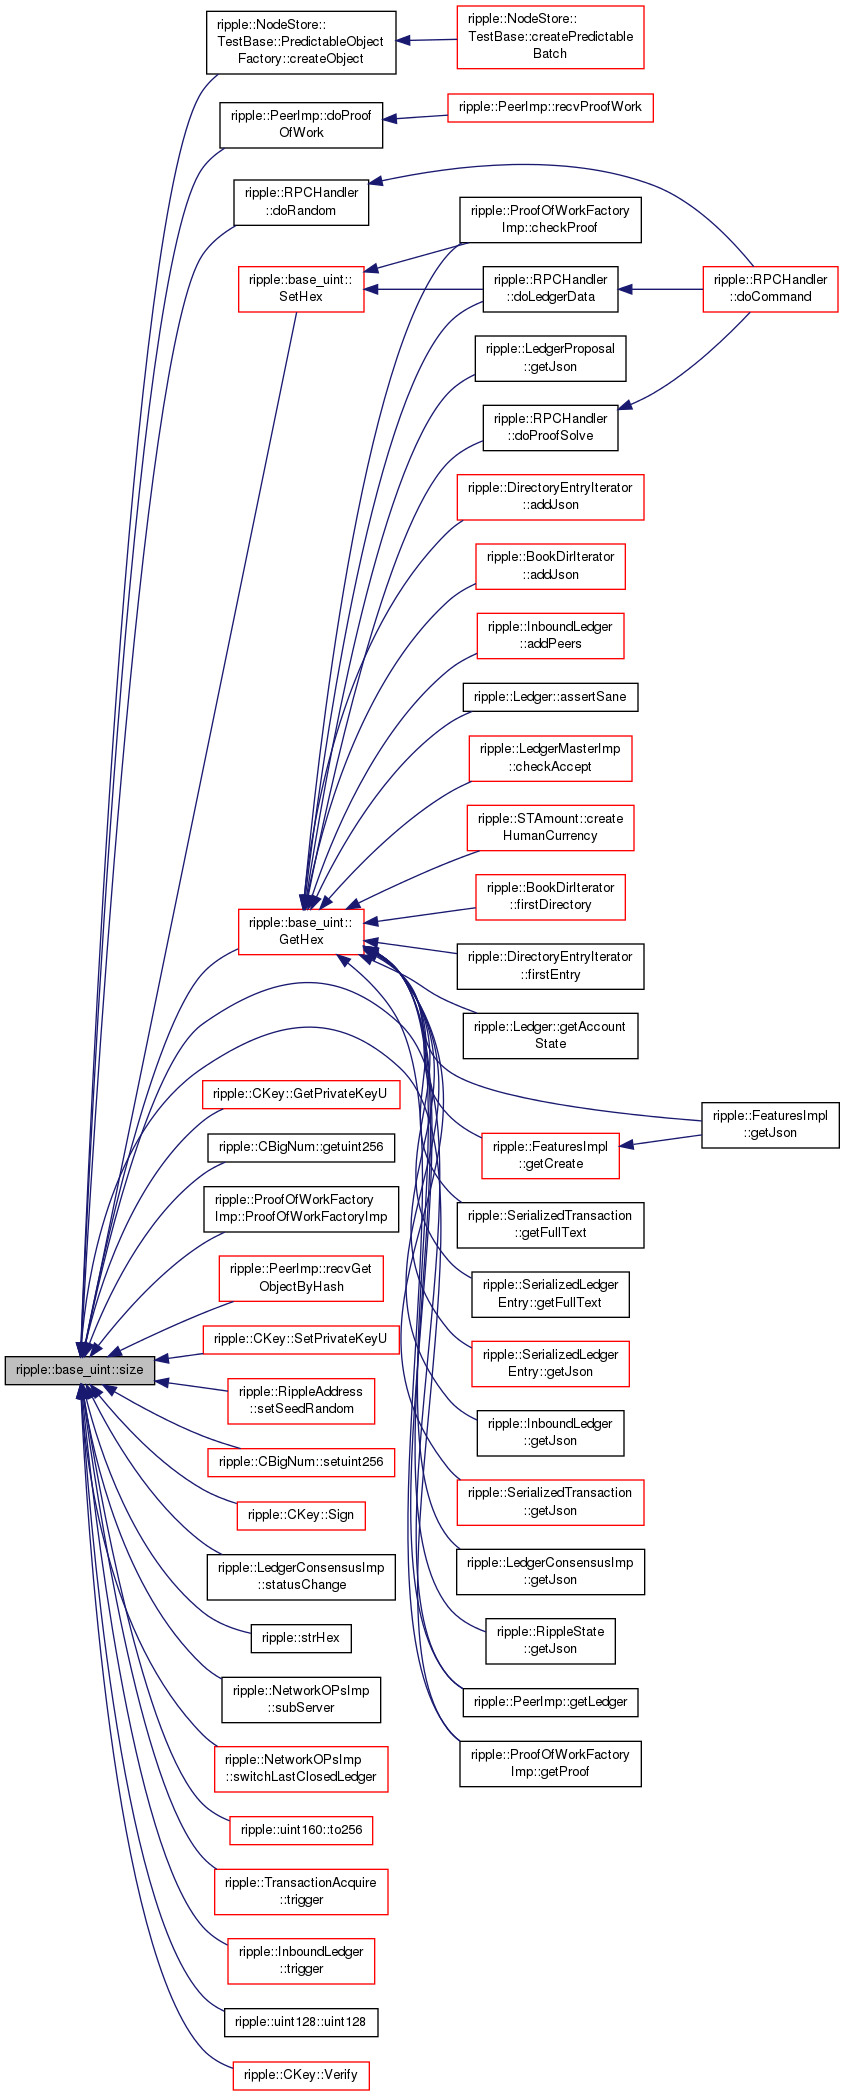 ripple::NodeStore::
TestBase::PredictableObject
Factory::createObject
ripple::NodeStore::
TestBase::createPredictable
Batch
ripple::PeerImp::doProof
OfWork
ripple::PeerImp::recvProofWork
ripple::RPCHandler
::doRandom
ripple::ProofOfWorkFactory
Imp::checkProof
ripple::base_uint::
SetHex
ripple::RPCHandler
::doLedgerData
ripple::RPCHandler
::doCommand
ripple::LedgerProposal
::getJson
ripple::RPCHandler
::doProofSolve
ripple::DirectoryEntryIterator
::addJson
ripple::BookDirIterator
::addJson
ripple::InboundLedger
::addPeers
ripple::Ledger::assertSane
ripple::LedgerMasterImp
::checkAccept
ripple::STAmount::create
HumanCurrency
ripple::BookDirIterator
::firstDirectory
ripple::base_uint::
GetHex
ripple::DirectoryEntryIterator
::firstEntry
ripple::Ledger::getAccount
State
ripple::CKey::GetPrivateKeyU
ripple::FeaturesImpl
::getJson
ripple::CBigNum::getuint256
ripple::FeaturesImpl
::getCreate
ripple::ProofOfWorkFactory
Imp::ProofOfWorkFactoryImp
ripple::SerializedTransaction
::getFullText
ripple::PeerImp::recvGet
ObjectByHash
ripple::SerializedLedger
Entry::getFullText
ripple::CKey::SetPrivateKeyU
ripple::SerializedLedger
Entry::getJson
ripple::base_uint::size
ripple::RippleAddress
::setSeedRandom
ripple::InboundLedger
::getJson
ripple::CBigNum::setuint256
ripple::SerializedTransaction
::getJson
ripple::CKey::Sign
ripple::LedgerConsensusImp
::statusChange
ripple::LedgerConsensusImp
::getJson
ripple::strHex
ripple::RippleState
::getJson
ripple::NetworkOPsImp
::subServer
ripple::PeerImp::getLedger
ripple::NetworkOPsImp
::switchLastClosedLedger
ripple::ProofOfWorkFactory
Imp::getProof
ripple::uint160::to256
ripple::TransactionAcquire
::trigger
ripple::InboundLedger
::trigger
ripple::uint128::uint128
ripple::CKey::Verify